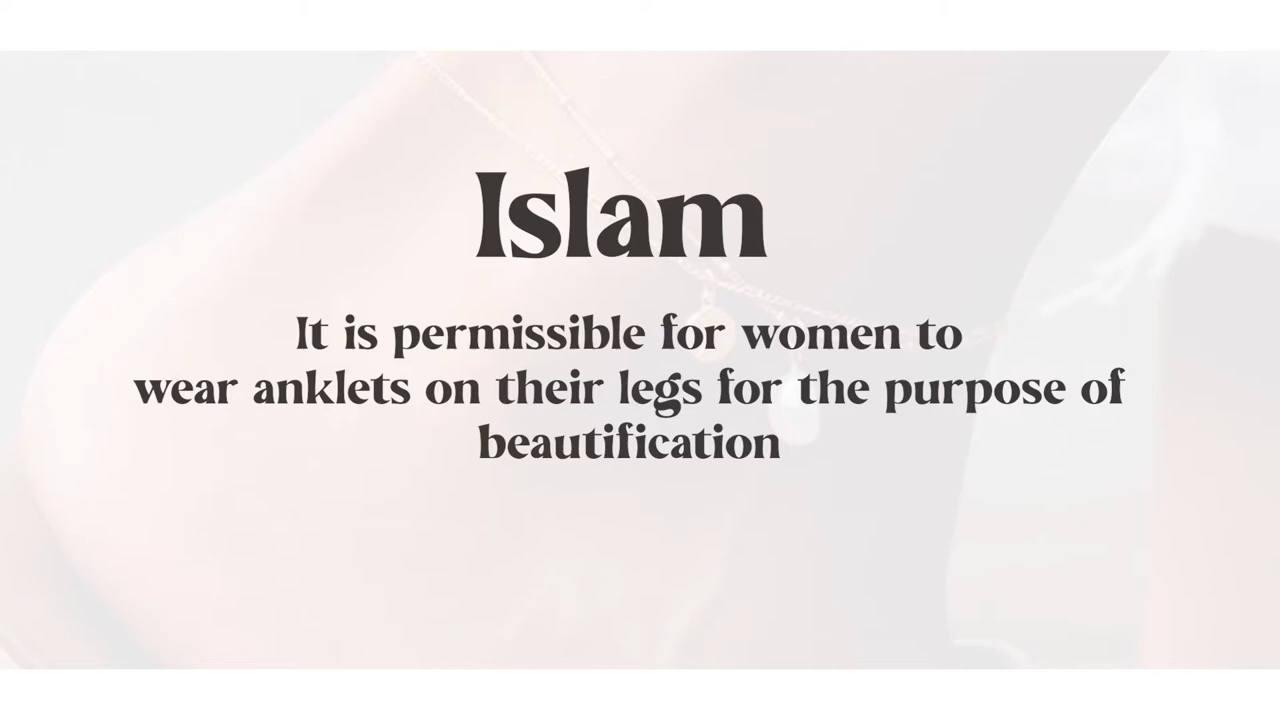 Islam
It is permissible for women to
wear anklets on their legs for the purpose of
beautification